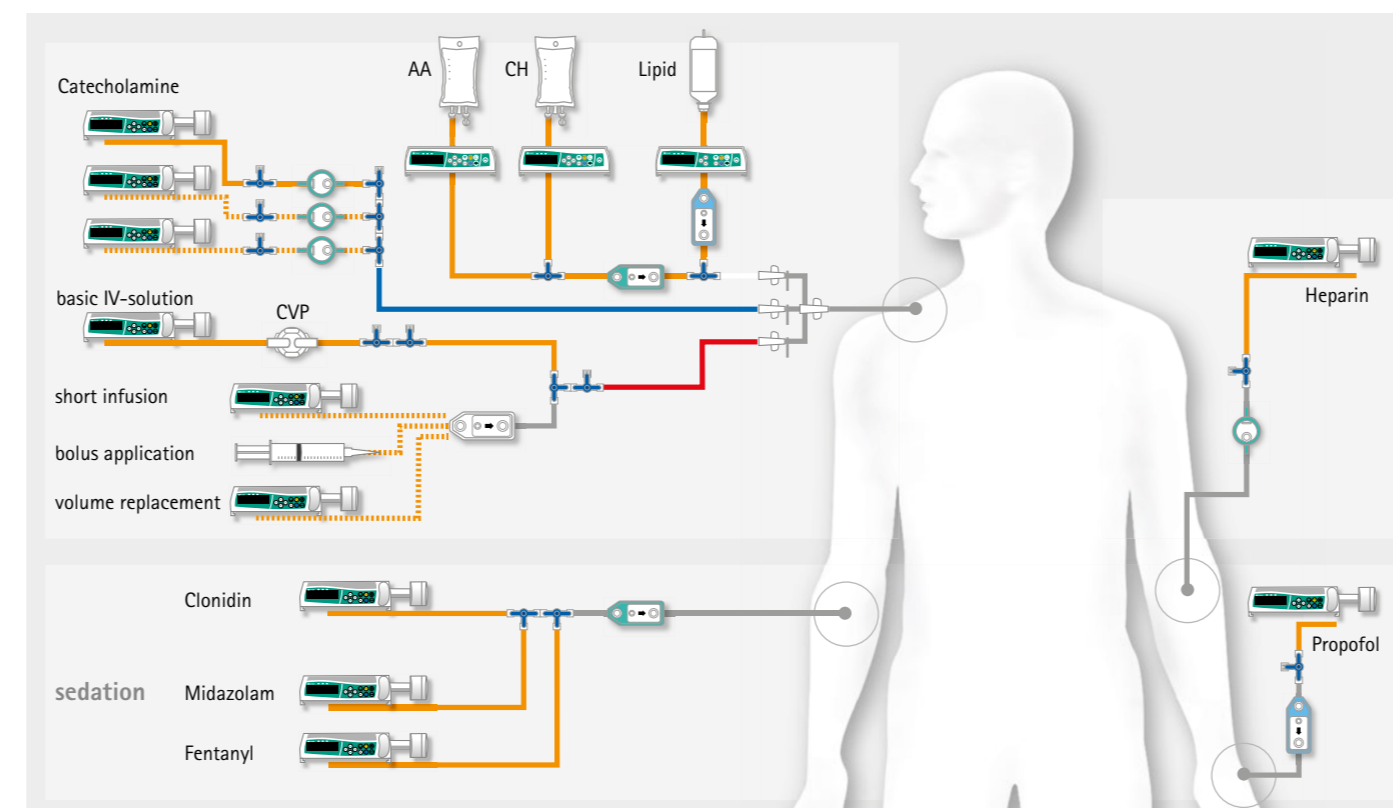 AA
CH
Lipid
Catecholamine
basic IV-solution
CVP
Heparin
short infusion
bolus application
volume replacement
Clonidin
Propofol
sedation
Midazolam
Fentanyl